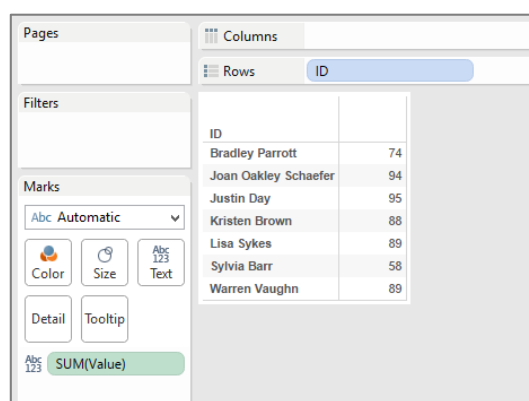 Pages
Columns
Rows ID
Filters
ID
Bradley Parrott 74
Joan Oakley Schaefer 94
Justin Day 95
Kristen Brown 88
Lisa Sykes 89
Sylvia Barr 58
Warren Vaughn 89
Marks
Abc Automatic
Color Size Abc 123 Text
Detail Tooltip
Abc 123 SUM(Value)